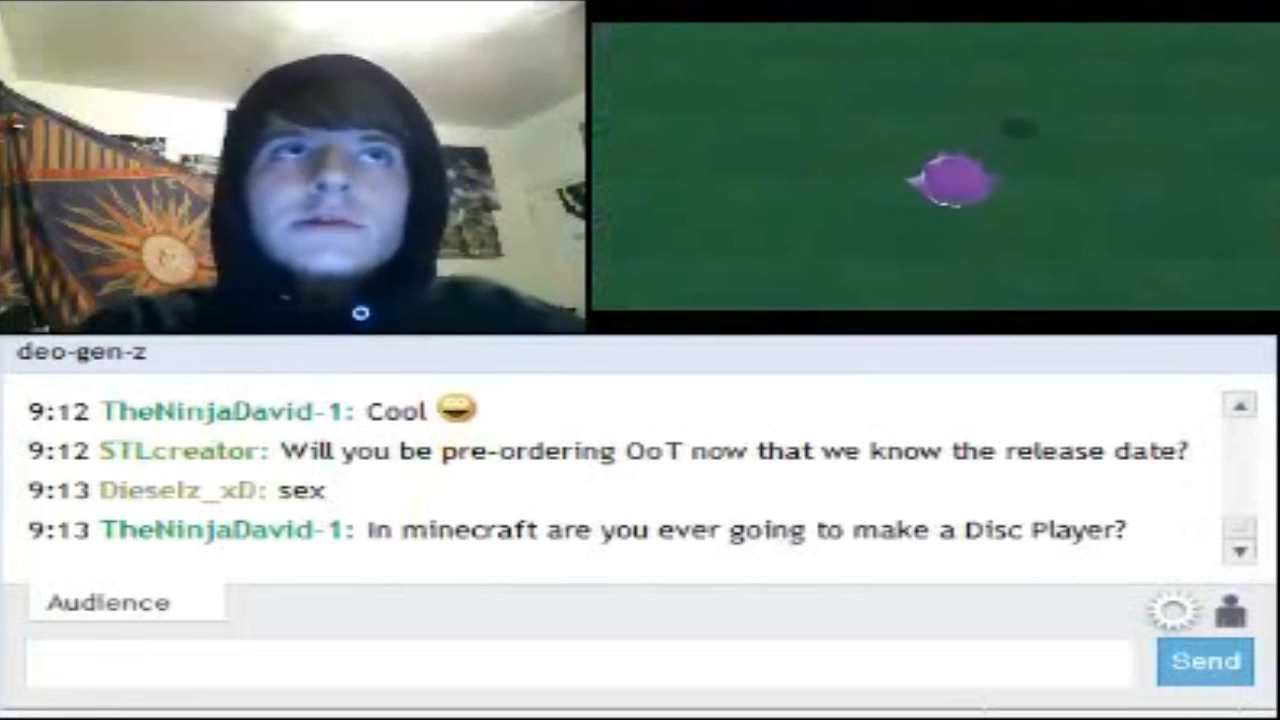 deo-gen-z
9:12 TheNinjaDavid-1: Cool
9:12 STLcreator: Will you be pre-ordering OoT now that we know the release date?
9:13 Dieselz_xD: sex
9:13 TheNinjaDavid-1: In minecraft are you ever going to make a Disc Player?
Audience
Send